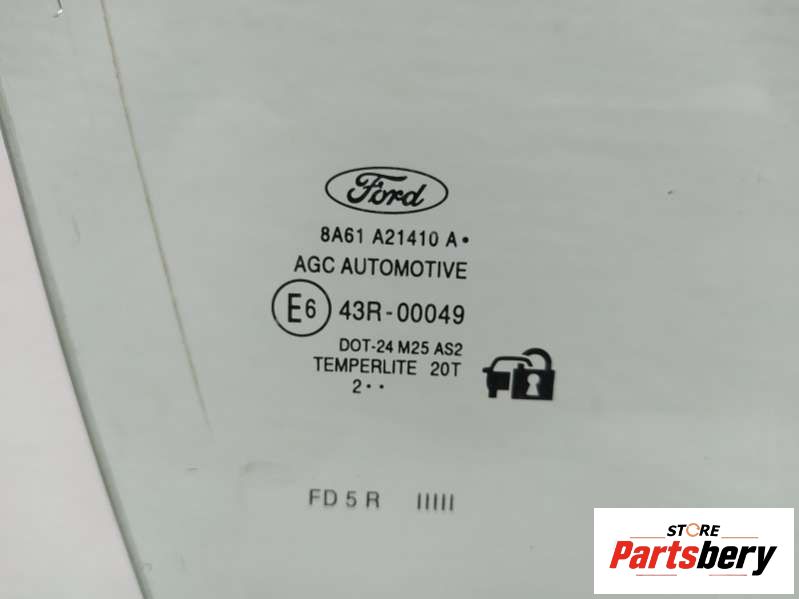 Ford
8A61 A21410 A•
AGC AUTOMOTIVE
E6 43R-00049
DOT-24 M25 AS2
TEMPERLITE 20T
2••
FD 5 R IIIII
STORE
Partsbery